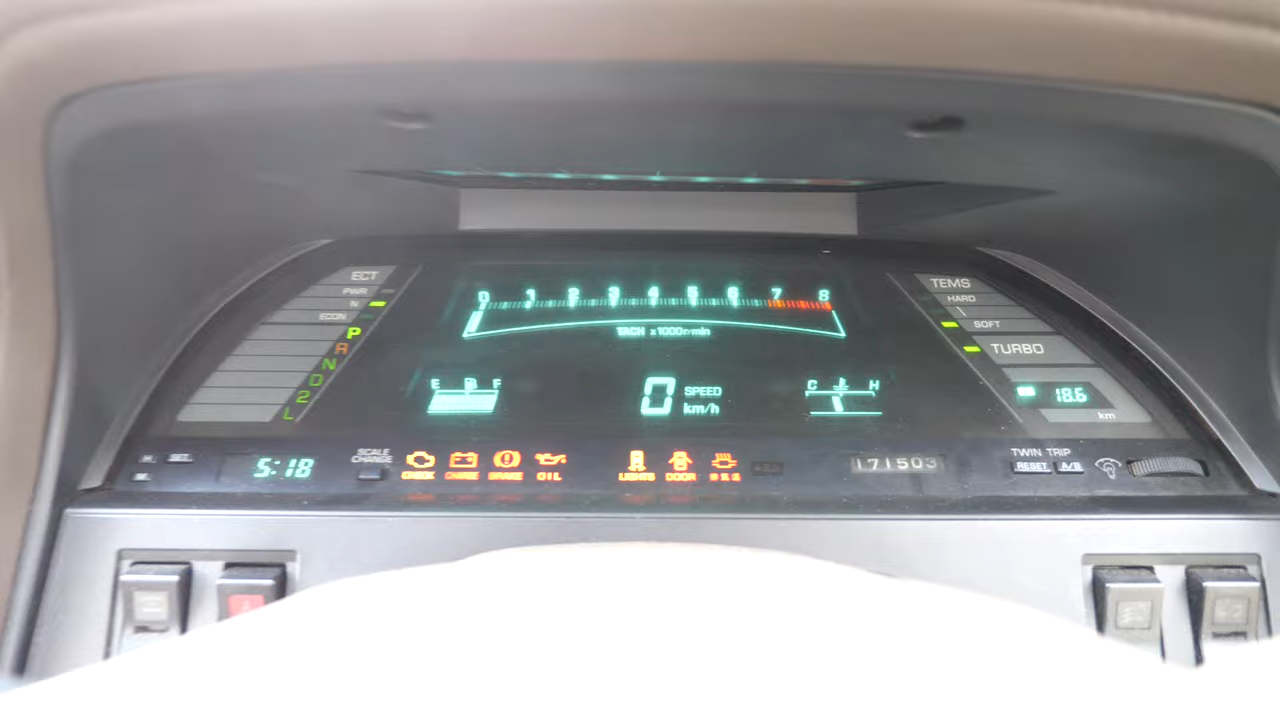 ECT
PWR
N
ECON
P
R
N
D
2
L
0 1 2 3 4 5 6 7 8
TACH x1000r/min
E F
0 SPEED
km/h
C H
TEMS
HARD
SOFT
TURBO
18.6
km
H
SET
M
5:18
SCALE
CHANGE
CHECK CHARGE BRAKE OIL
LIGHTS DOOR
171503
TWIN TRIP
RESET A/B